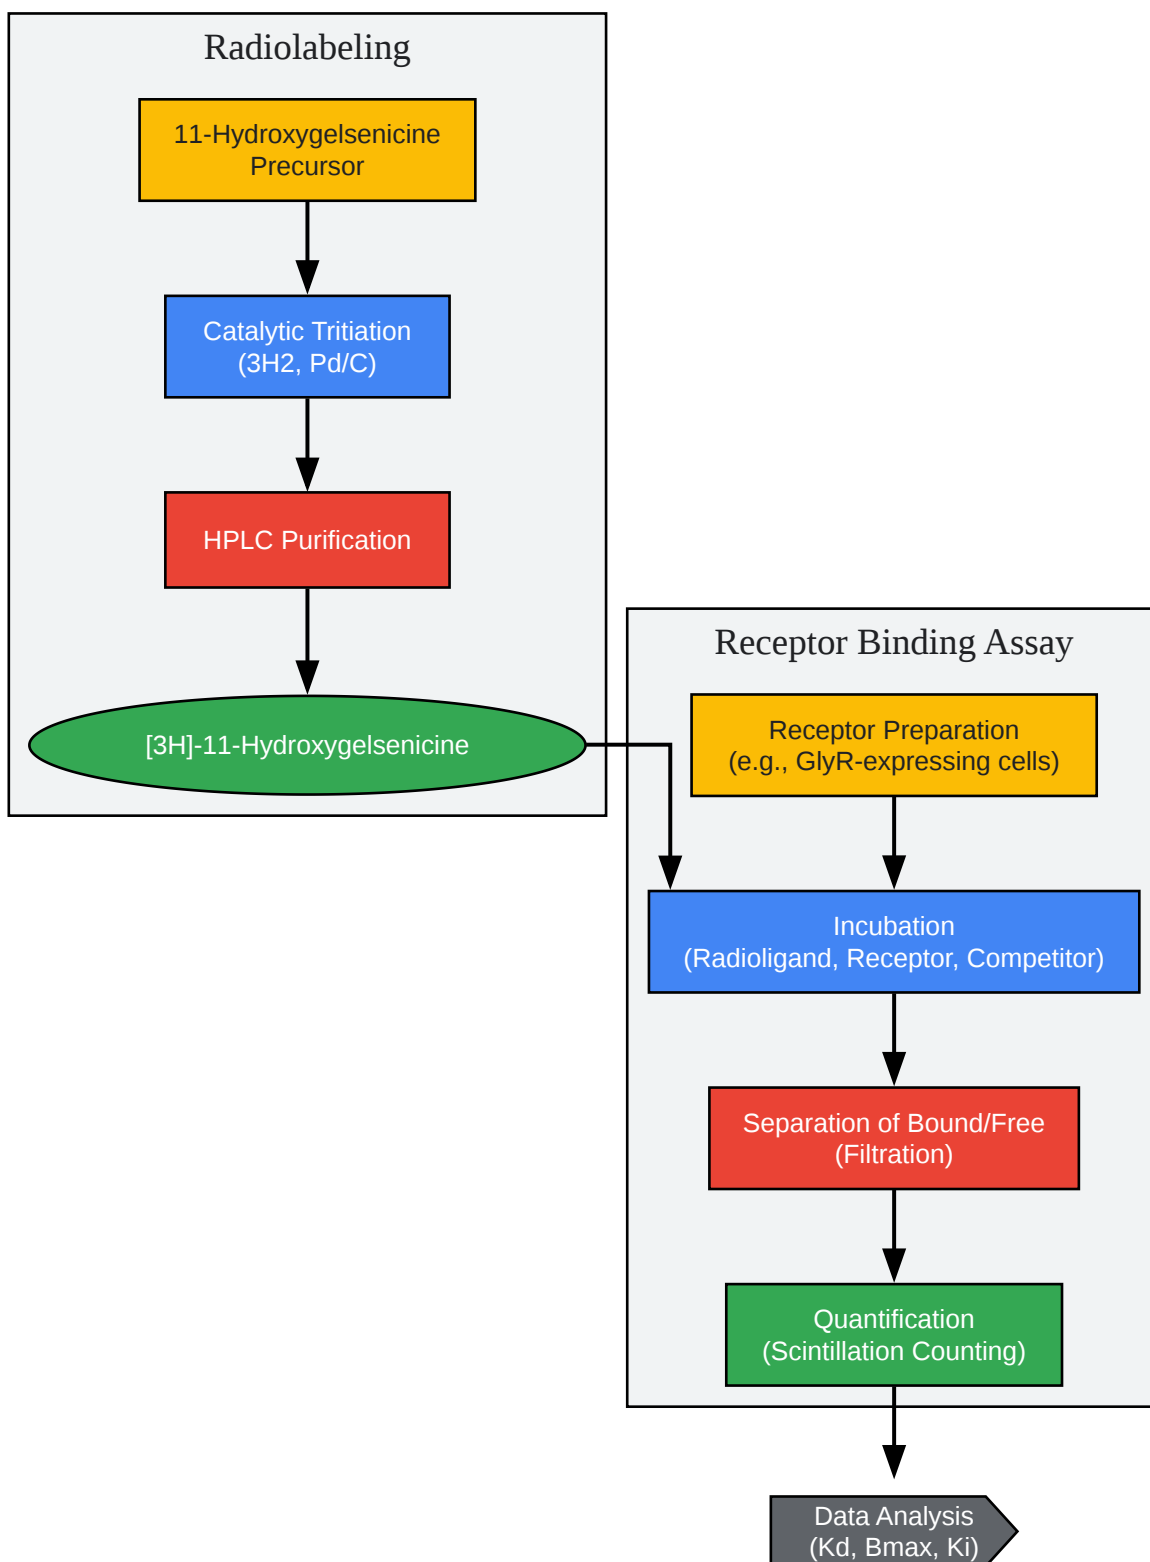 Radiolabeling
11-Hydroxygelsenicine
Precursor
Catalytic Tritiation
(3H2, Pd/C)
HPLC Purification
[3H]-11-Hydroxygelsenicine
Receptor Binding Assay
Receptor Preparation
(e.g., GlyR-expressing cells)
Incubation
(Radioligand, Receptor, Competitor)
Separation of Bound/Free
(Filtration)
Quantification
(Scintillation Counting)
Data Analysis
(Kd, Bmax, Ki)